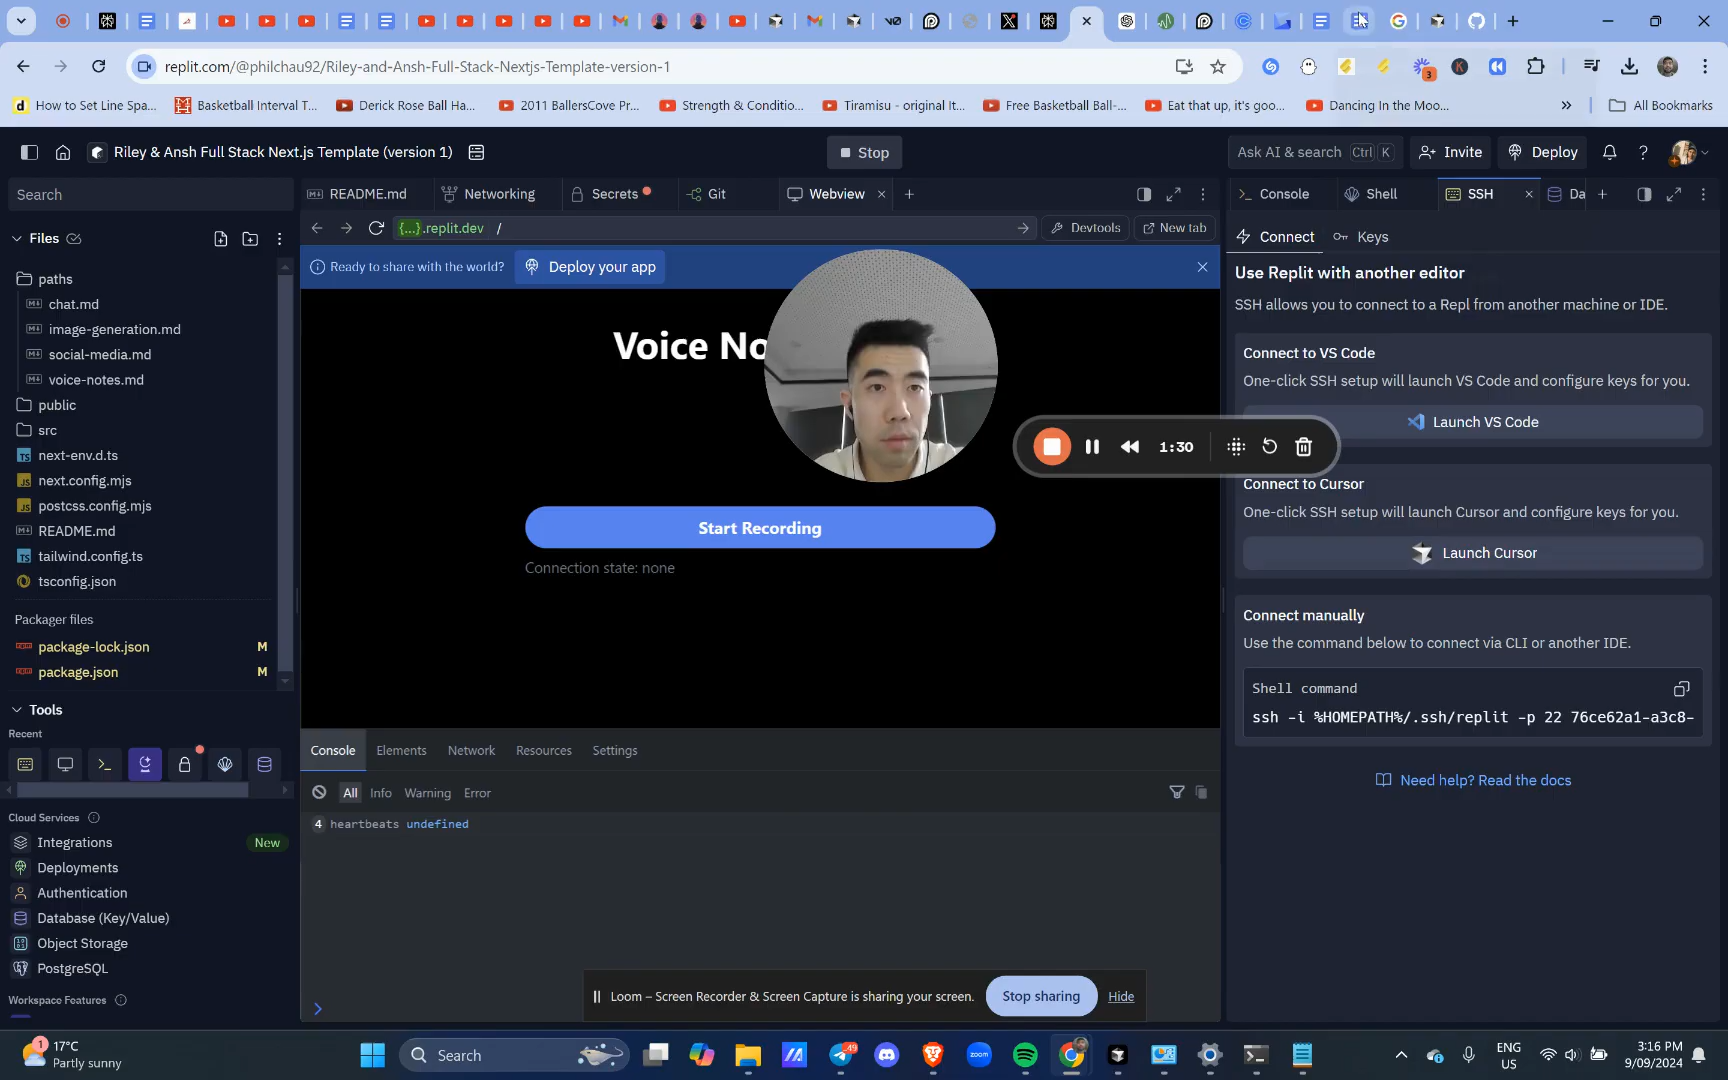 replit.com/@philchau92/Riley-and-Ansh-Full-Stack-Nextjs-Template-version-1
3
How to Set Line Spa...
Basketball Interval T...
Derick Rose Ball Ha...
2011 BallersCove Pr...
Strength & Conditio...
Tiramisu - original It...
Free Basketball Ball-...
Eat that up, it's goo...
Dancing In the Moo...
All Bookmarks
Riley & Ansh Full Stack Next.js Template (version 1)
Stop
Ask AI & search Ctrl K
Invite
Deploy
Search
README.md
Networking
Secrets
Git
Webview
Console
Shell
SSH
Da
Files
{...}.replit.dev /
Devtools
New tab
Connect
Keys
Ready to share with the world?
Deploy your app
Use Replit with another editor
SSH allows you to connect to a Repl from another machine or IDE.
paths
chat.md
image-generation.md
social-media.md
voice-notes.md
public
src
next-env.d.ts
next.config.mjs
postcss.config.mjs
README.md
tailwind.config.ts
tsconfig.json
Packager files
package-lock.json M
package.json M
Tools
Recent
Cloud Services
Integrations New
Deployments
Authentication
Database (Key/Value)
Object Storage
PostgreSQL
Workspace Features
Voice No
1:30
Start Recording
Connection state: none
Connect to VS Code
One-click SSH setup will launch VS Code and configure keys for you.
Launch VS Code
Connect to Cursor
One-click SSH setup will launch Cursor and configure keys for you.
Launch Cursor
Connect manually
Use the command below to connect via CLI or another IDE.
Shell command
ssh -i %HOMEPATH%/.ssh/replit -p 22 76ce62a1-a3c8-
Need help? Read the docs
Console
Elements
Network
Resources
Settings
All
Info
Warning
Error
4 heartbeats undefined
Loom – Screen Recorder & Screen Capture is sharing your screen.
Stop sharing
Hide
1
17°C
Partly sunny
Search
49
zoom
ENG
US
3:16 PM
9/09/2024